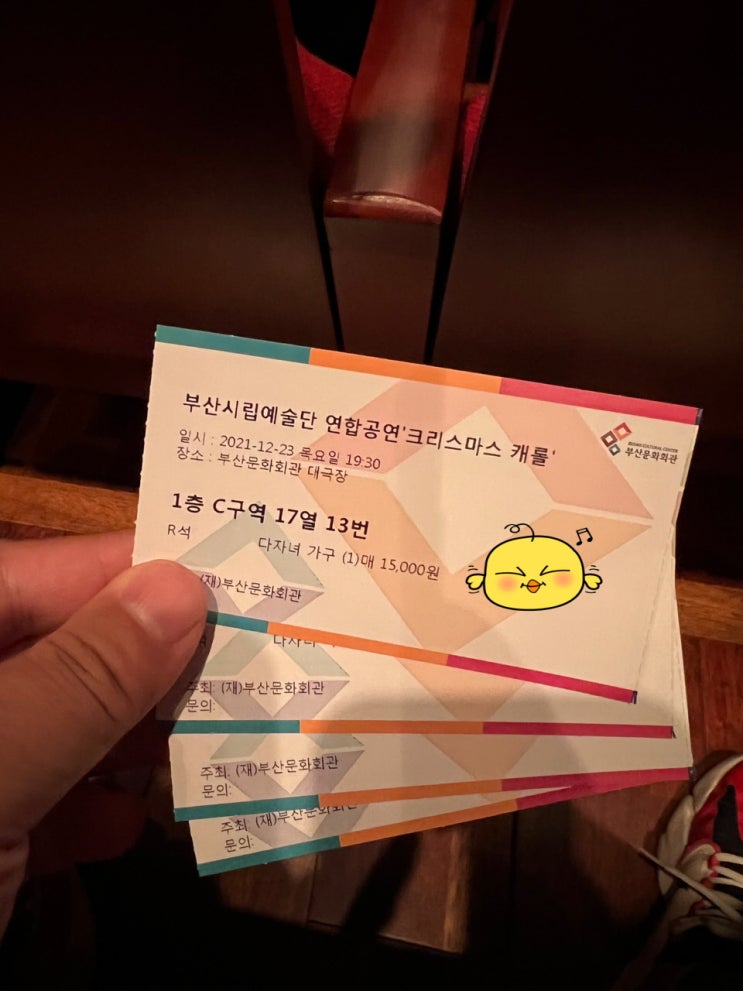 부산시립예술단 연합공연'크리스마스 캐롤'
일시 : 2021-12-23 목요일 19:30
장소 : 부산문화회관 대극장
BUSAN CULTURAL CENTER
부산문화회관
1층 C구역 17열 13번
R석
다자녀 가구 (1)매 15,000원
(재)부산문화회관
주최: (재)부산문화회관
문의:
주최: (재)부산문화회관
문의:
주최: (재)부산문화회관
문의: